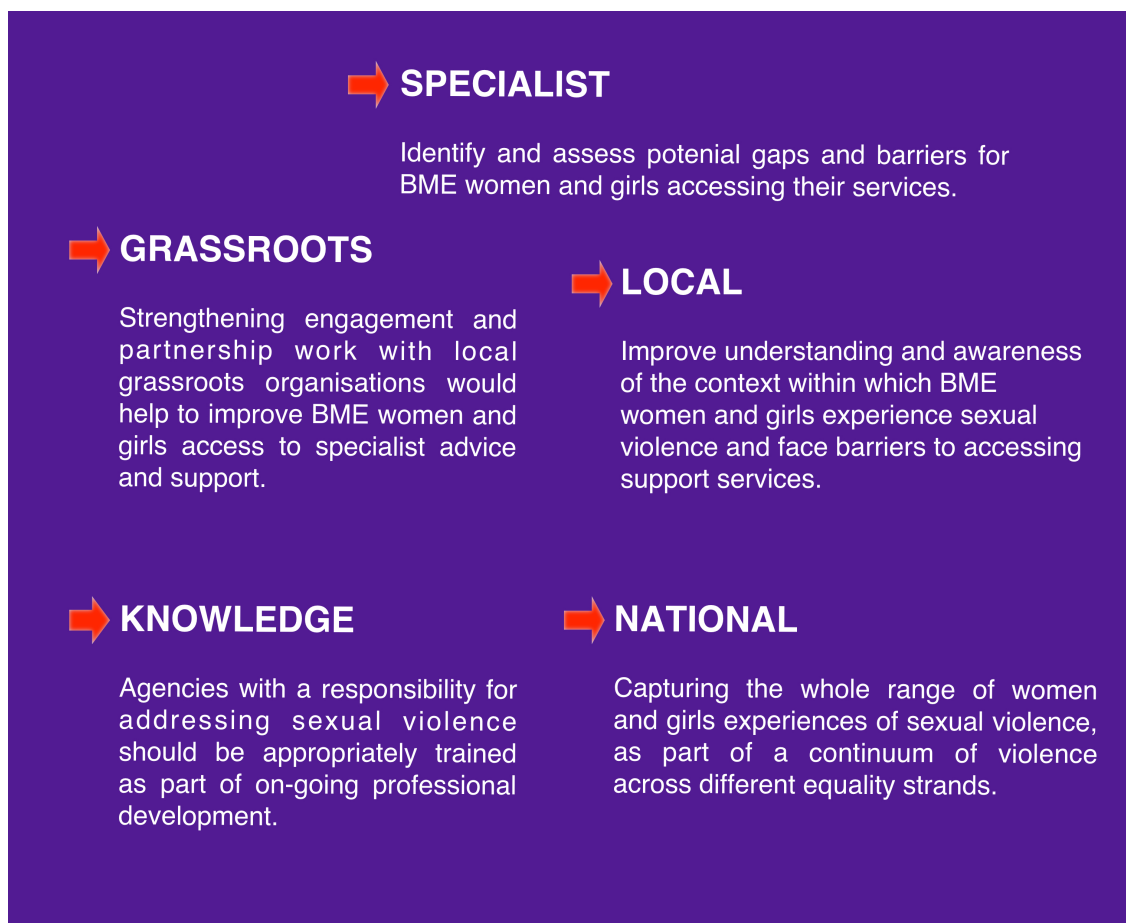 SPECIALIST
Identify and assess potenial gaps and barriers for
BME women and girls accessing their services.
GRASSROOTS
Strengthening engagement and
partnership work with local
grassroots organisations would
help to improve BME women and
girls access to specialist advice
and support.
LOCAL
Improve understanding and awareness
of the context within which BME
women and girls experience sexual
violence and face barriers to accessing
support services.
KNOWLEDGE
Agencies with a responsibility for
addressing sexual violence
should be appropriately trained
as part of on-going professional
development.
NATIONAL
Capturing the whole range of women
and girls experiences of sexual violence,
as part of a continuum of violence
across different equality strands.